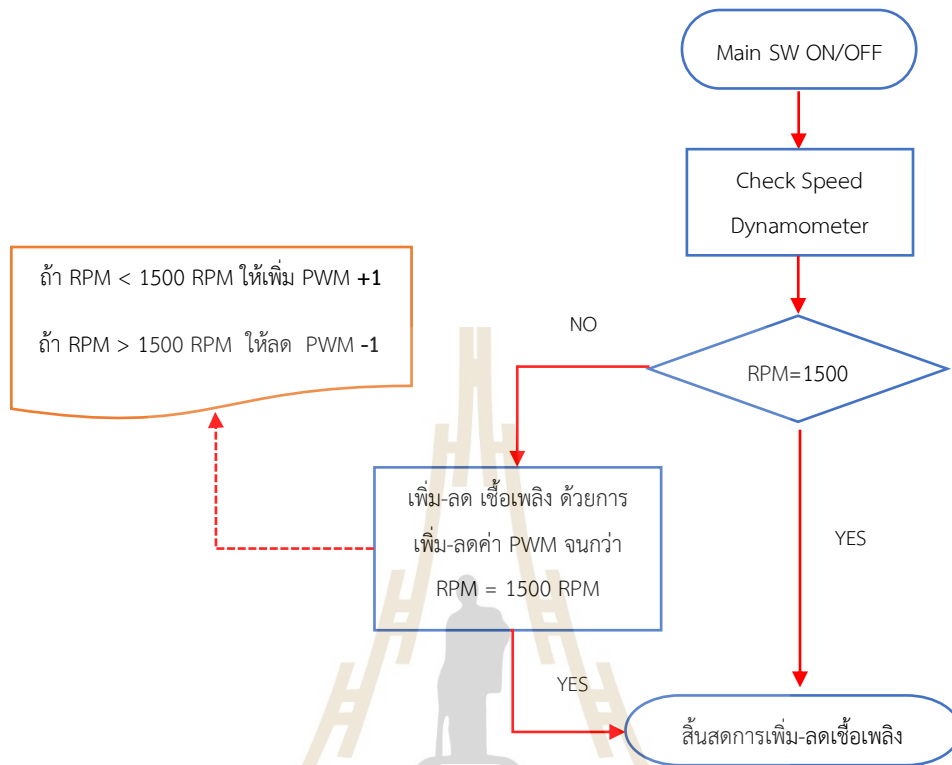 Main SW ON/OFF
Check Speed
Dynamometer
ถ้า RPM < 1500 RPM ให้เพิ่ม PWM +1
ถ้า RPM > 1500 RPM ให้ลด PWM -1
NO
RPM=1500
เพิ่ม-ลด เชื้อเพลิง ด้วยการ
เพิ่ม-ลดค่า PWM จนกว่า
RPM = 1500 RPM
YES
YES
สิ้นสดการเพิ่ม-ลดเชื้อเพลิง